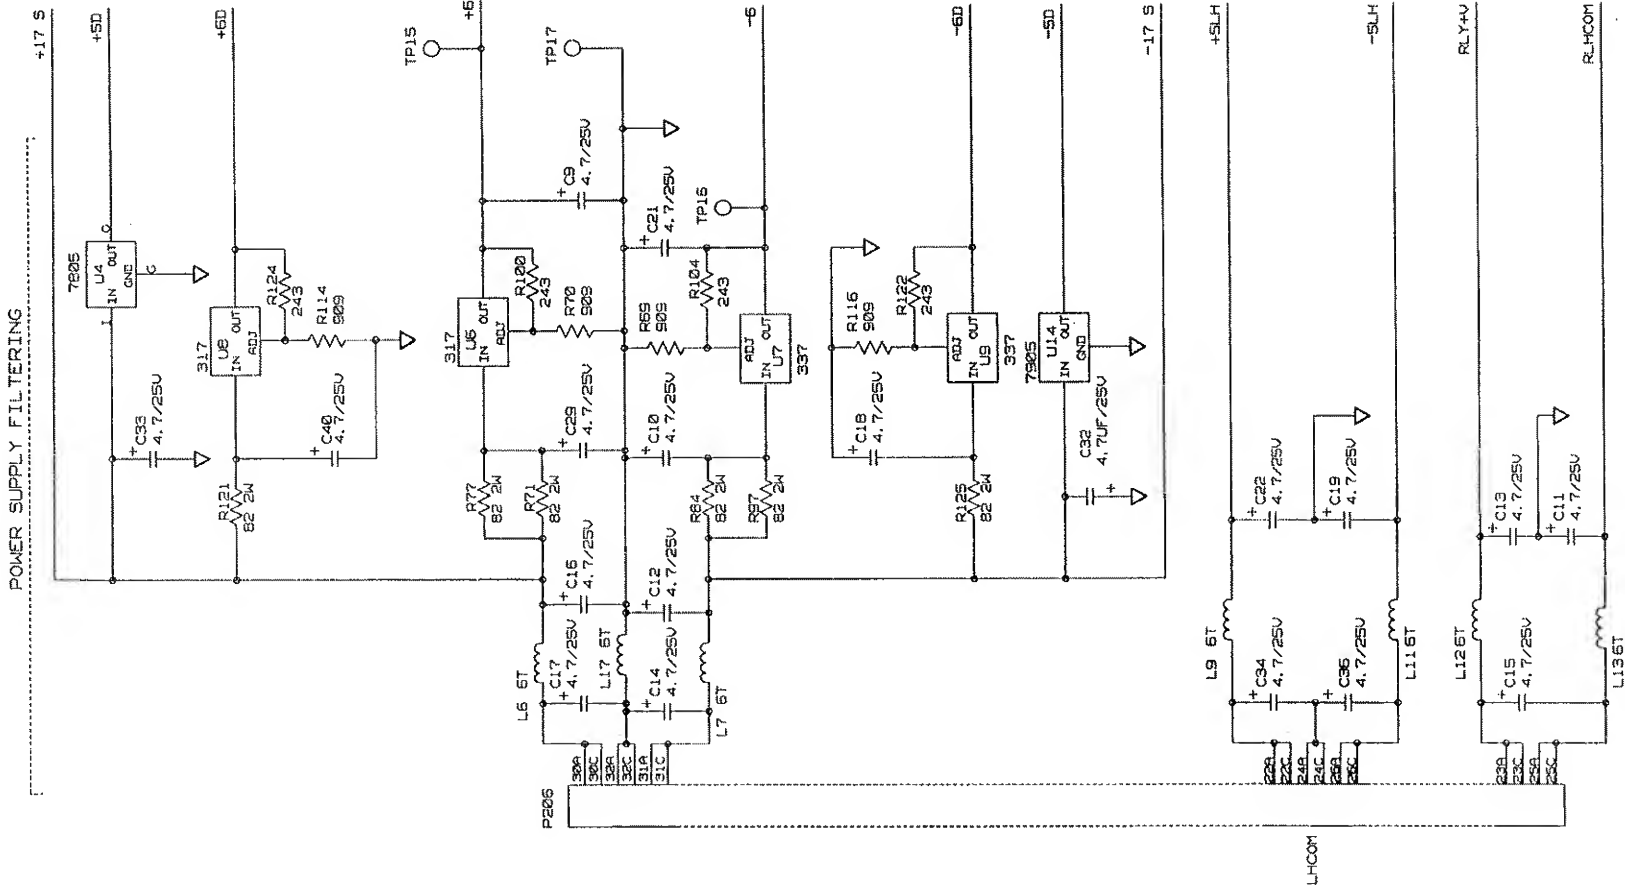 POWER SUPPLY FILTERING
+17 S
+5D
+6D
+6
-6
-6D
-5D
-17 S
+5LH
-5LH
RLY+V
RLHCOM
TP15
TP17
TP16
7805
U4
IN
OUT
GND
I
O
G
C33
4.7/25V
317
U8
IN
OUT
ADJ
R124
243
R114
909
C40
4.7/25V
R121
82 2W
317
IN
OUT
ADJ
R100
243
R70
909
C9
4.7/25V
C29
4.7/25V
R77
82 2W
R71
82 2W
C21
4.7/25V
R69
909
R104
243
ADJ
IN
OUT
U7
337
C10
4.7/25V
R84
82 2W
R97
82 2W
R116
909
R122
243
C18
4.7/25V
ADJ
IN
OUT
U9
337
R125
82 2W
7905
U14
IN
OUT
GND
C32
4.7UF/25V
C16
4.7/25V
C12
4.7/25V
L6 6T
C17
4.7/25V
L17 6T
C14
4.7/25V
L7 6T
C22
4.7/25V
C19
4.7/25V
L9 6T
C34
4.7/25V
C36
4.7/25V
L11 6T
C13
4.7/25V
C11
4.7/25V
L12 6T
C15
4.7/25V
L13 6T
30A
30C
32A
32C
31A
31C
22A
22C
24A
24C
26A
26C
23A
23C
25A
25C
P206
LHCOM